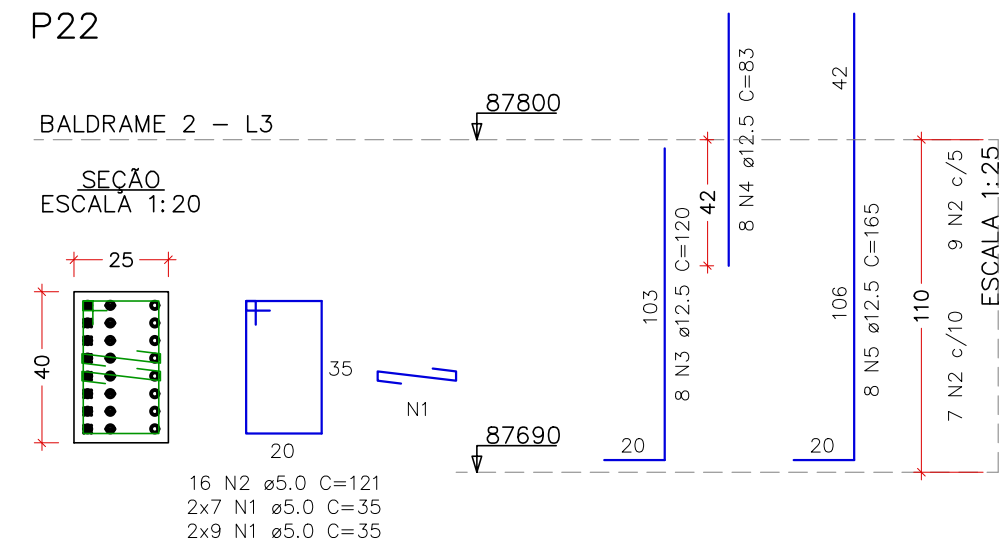 P22
BALDRAME 2 - L3
87800
SEÇÃO
ESCALA 1:20
25
40
35
20
N1
16 N2 ø5.0 C=121
2x7 N1 ø5.0 C=35
2x9 N1 ø5.0 C=35
87690
20
103
8 N3 ø12.5 C=120
42
8 N4 ø12.5 C=83
42
106
20
8 N5 ø12.5 C=165
110
9 N2 c/5
7 N2 c/10
ESCALA 1:25